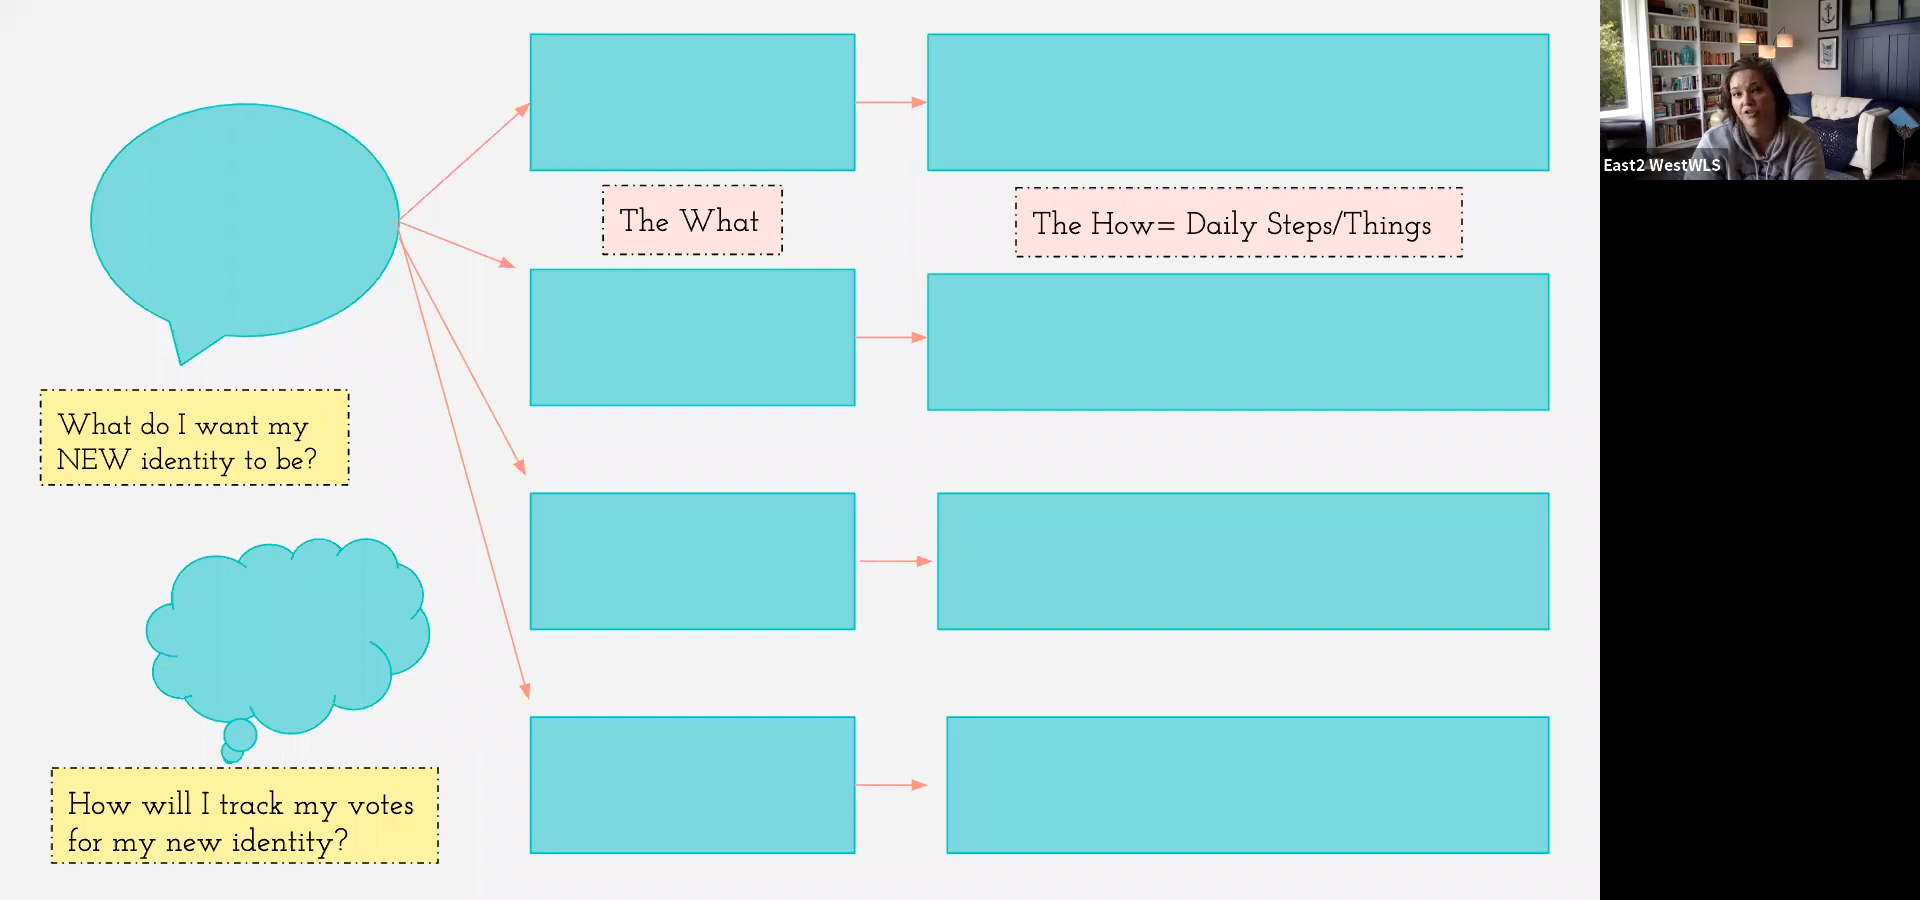 The What
The How= Daily Steps/Things
What do I want my
NEW identity to be?
How will I track my votes
for my new identity?
East2 WestWLS